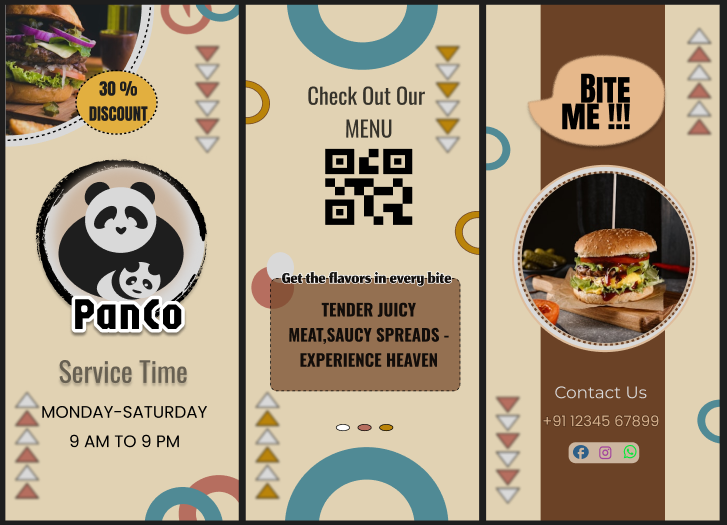 30 %
DISCOUNT
PanCo
Service Time
MONDAY-SATURDAY
9 AM TO 9 PM
Check Out Our
MENU
Get the flavors in every bite
TENDER JUICY
MEAT,SAUCY SPREADS -
EXPERIENCE HEAVEN
BITE
ME !!!
Contact Us
+91 12345 67899